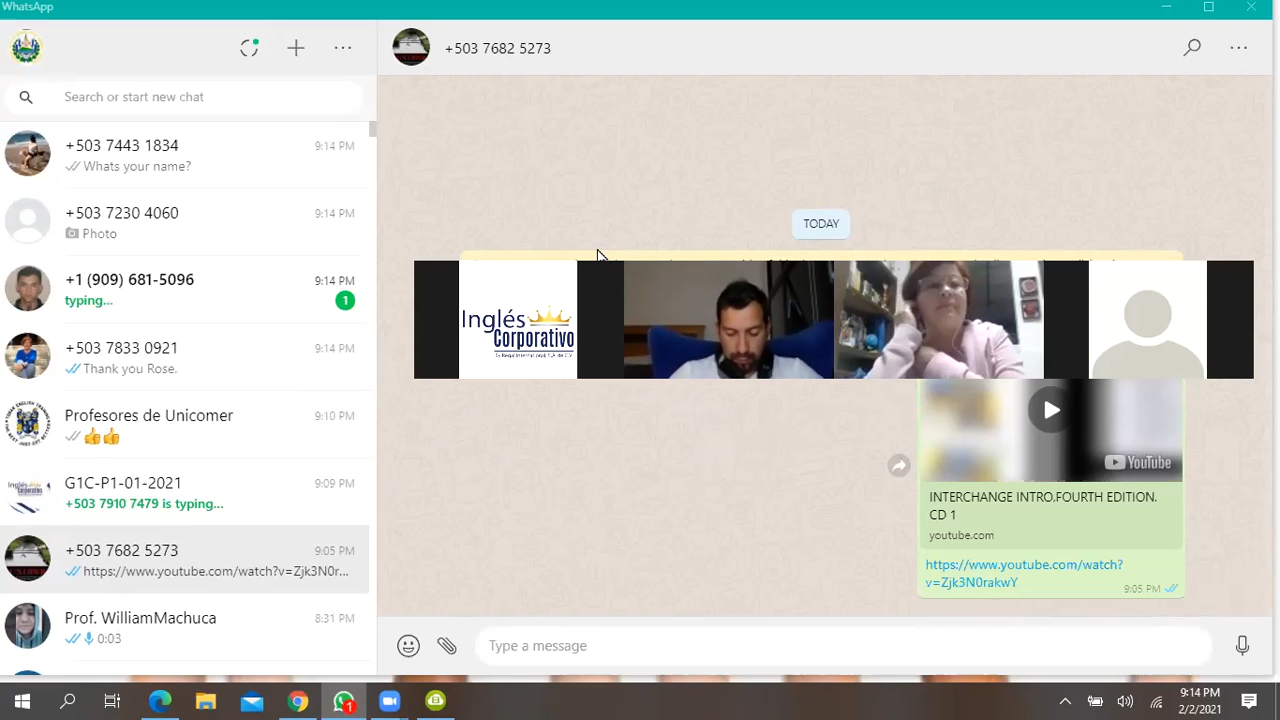 WhatsApp
+503 7682 5273
Search or start new chat
+503 7443 1834 9:14 PM
Whats your name?
+503 7230 4060 9:14 PM
Photo
+1 (909) 681-5096 9:14 PM
typing... 1
+503 7833 0921 9:14 PM
Thank you Rose.
Profesores de Unicomer 9:10 PM
👍👍
G1C-P1-01-2021 9:09 PM
+503 7910 7479 is typing...
+503 7682 5273 9:05 PM
https://www.youtube.com/watch?v=Zjk3N0r...
Prof. WilliamMachuca 8:31 PM
0:03
TODAY
Inglés
Corporativo
by Regal International S.A. de C.V.
YouTube
INTERCHANGE INTRO,FOURTH EDITION.
CD 1
youtube.com
https://www.youtube.com/watch?
v=Zjk3N0rakwY
9:05 PM
Type a message
1
9:14 PM
2/2/2021